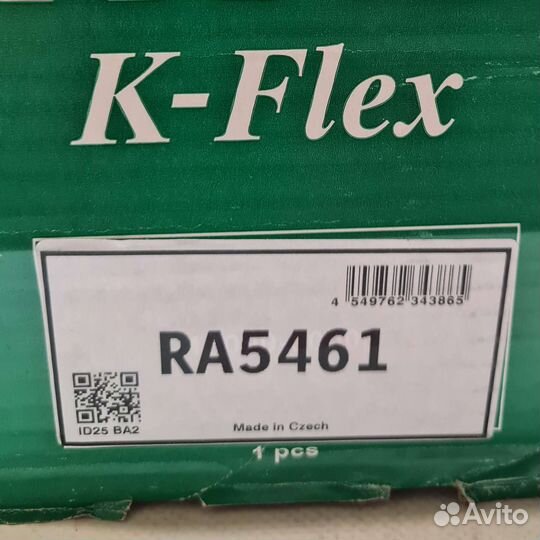 K-Flex
4 549762 343865
RA5461
ID25 BA2
Made in Czech
1 pcs
Avito